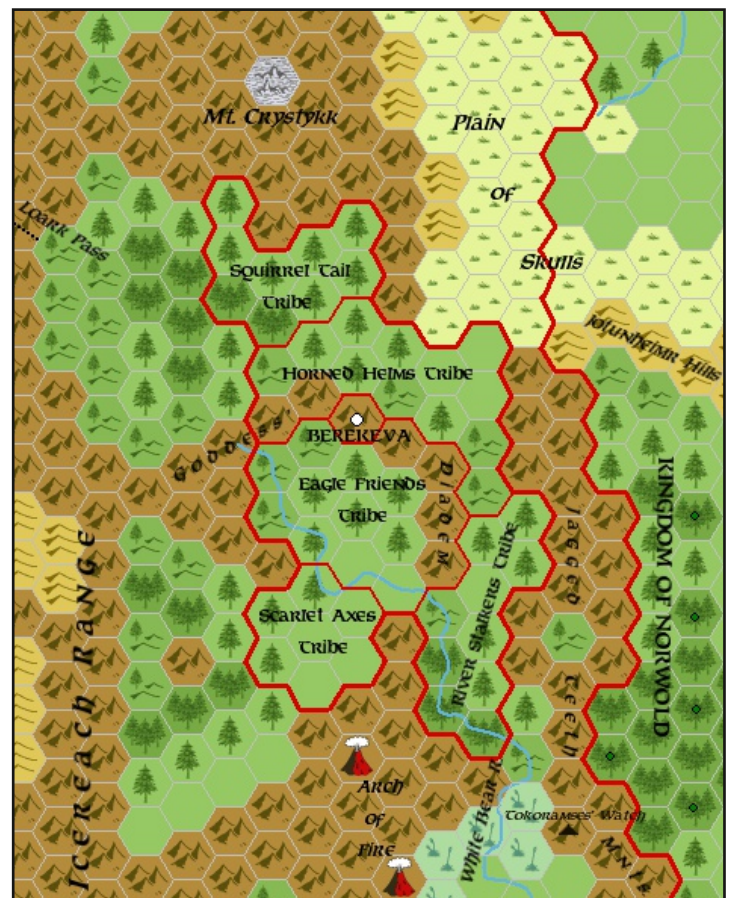 Mt. Crystykk
Plain
Of
Skulls
Loark Pass
Squirrel Tail
Tribe
Jotunheimr Hills
Horned Helms Tribe
Goddess'
BEREKEVA
Diadem
Eagle Friends
Tribe
Jagged
Teeth
Mnts
KINGDOM OF NORWOLD
Icereach Range
Scarlet Axes
Tribe
River Stalkers Tribe
Arch
Of
Fire
White Bear R.
Tokoramses' Watch